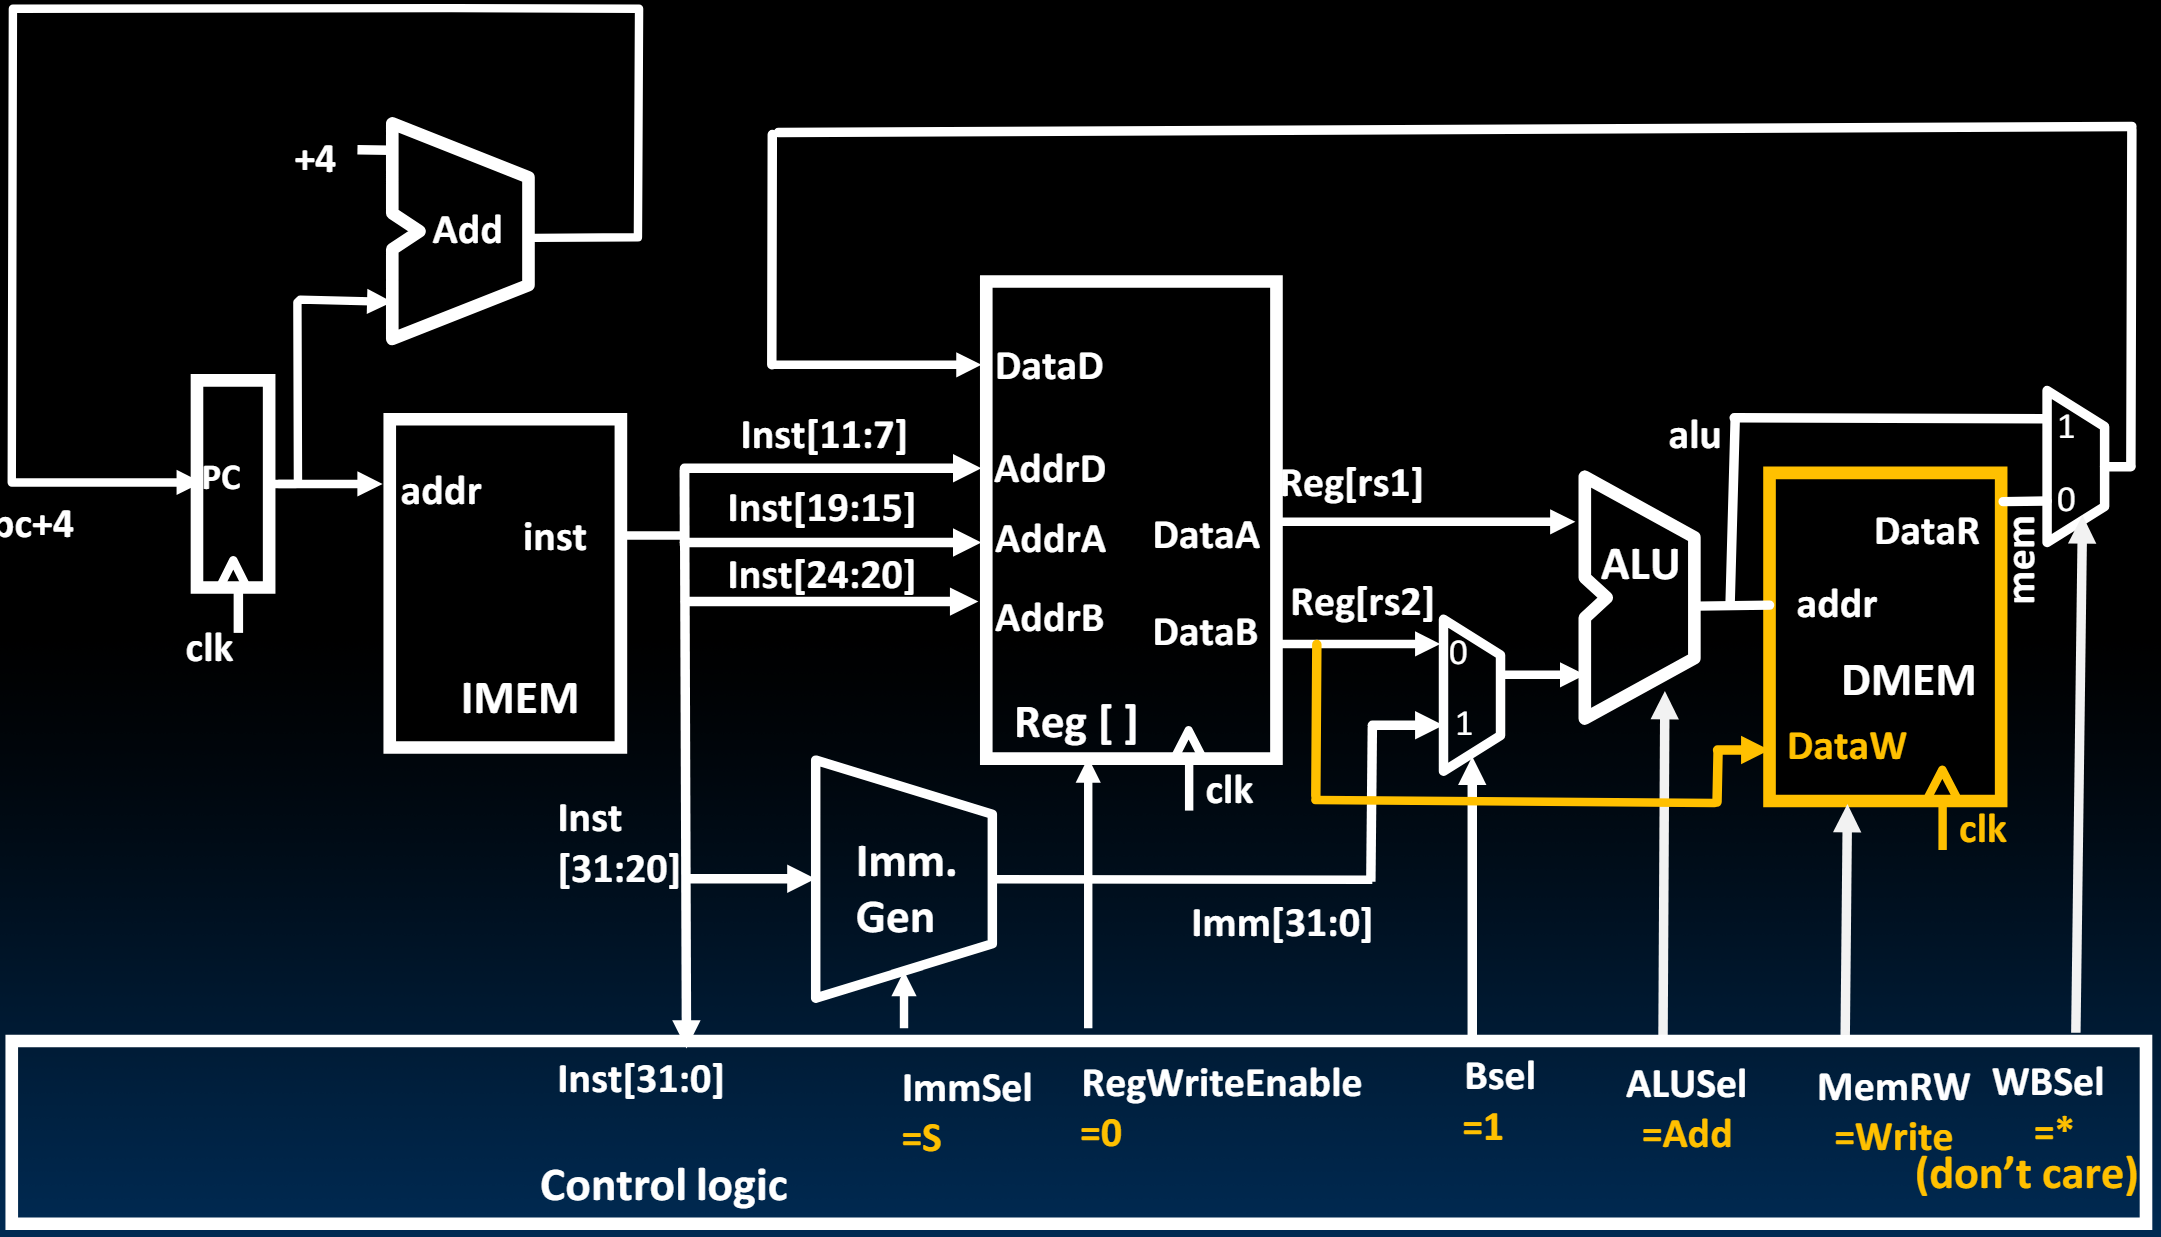 +4
Add
DataD
Inst[11:7]
alu
1
PC
addr
AddrD
Reg[rs1]
0
pc+4
inst
Inst[19:15]
AddrA
DataA
ALU
DataR
mem
Inst[24:20]
AddrB
Reg[rs2]
addr
clk
DataB
0
DMEM
IMEM
Reg [ ]
1
DataW
clk
clk
Inst
[31:20]
Imm.
Gen
Imm[31:0]
Inst[31:0]
ImmSel
=S
RegWriteEnable
=0
Bsel
=1
ALUSel
=Add
MemRW
=Write
WBSel
=*
(don’t care)
Control logic